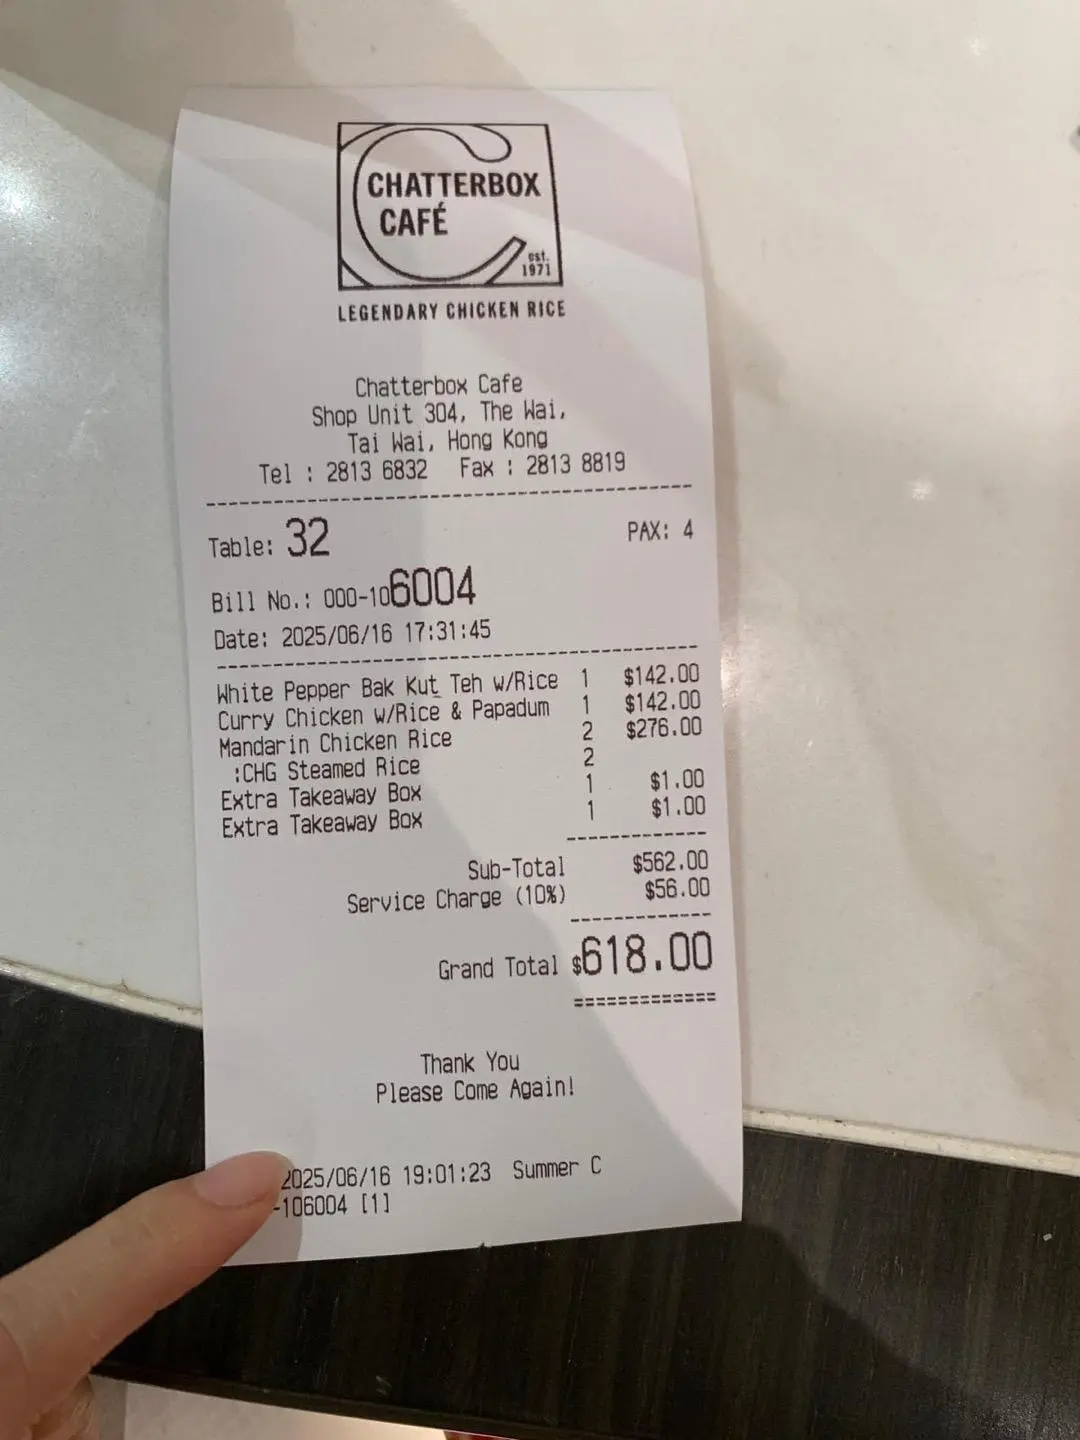 CHATTERBOX
CAFÉ
est.
1971
LEGENDARY CHICKEN RICE
Chatterbox Cafe
Shop Unit 304, The Wai,
Tai Wai, Hong Kong
Tel : 2813 6832 Fax : 2813 8819
Table: 32 PAX: 4
Bill No.: 000-106004
Date: 2025/06/16 17:31:45
White Pepper Bak Kut Teh w/Rice 1 $142.00
Curry Chicken w/Rice & Papadum 1 $142.00
Mandarin Chicken Rice 2 $276.00
:CHG Steamed Rice 2
Extra Takeaway Box 1 $1.00
Extra Takeaway Box 1 $1.00
Sub-Total $562.00
Service Charge (10%) $56.00
Grand Total $618.00
Thank You
Please Come Again!
2025/06/16 19:01:23 Summer C
-106004 [1]